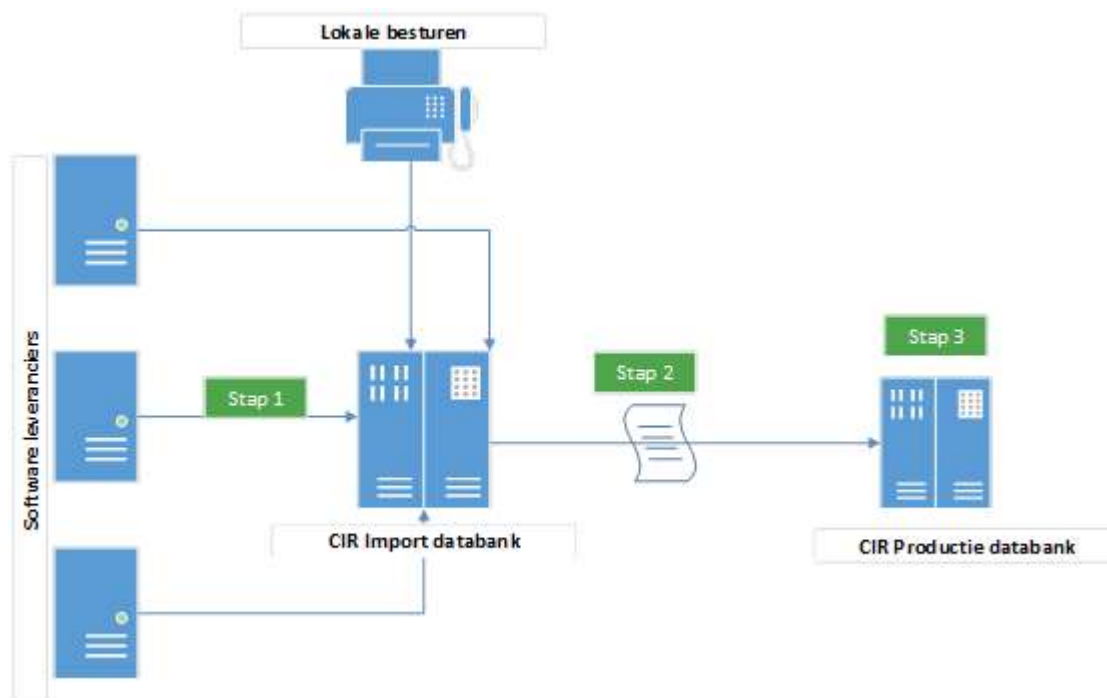 Lokale besturen
Software leveranciers
Stap 1
Stap 2
Stap 3
CIR Import databank
CIR Productie databank